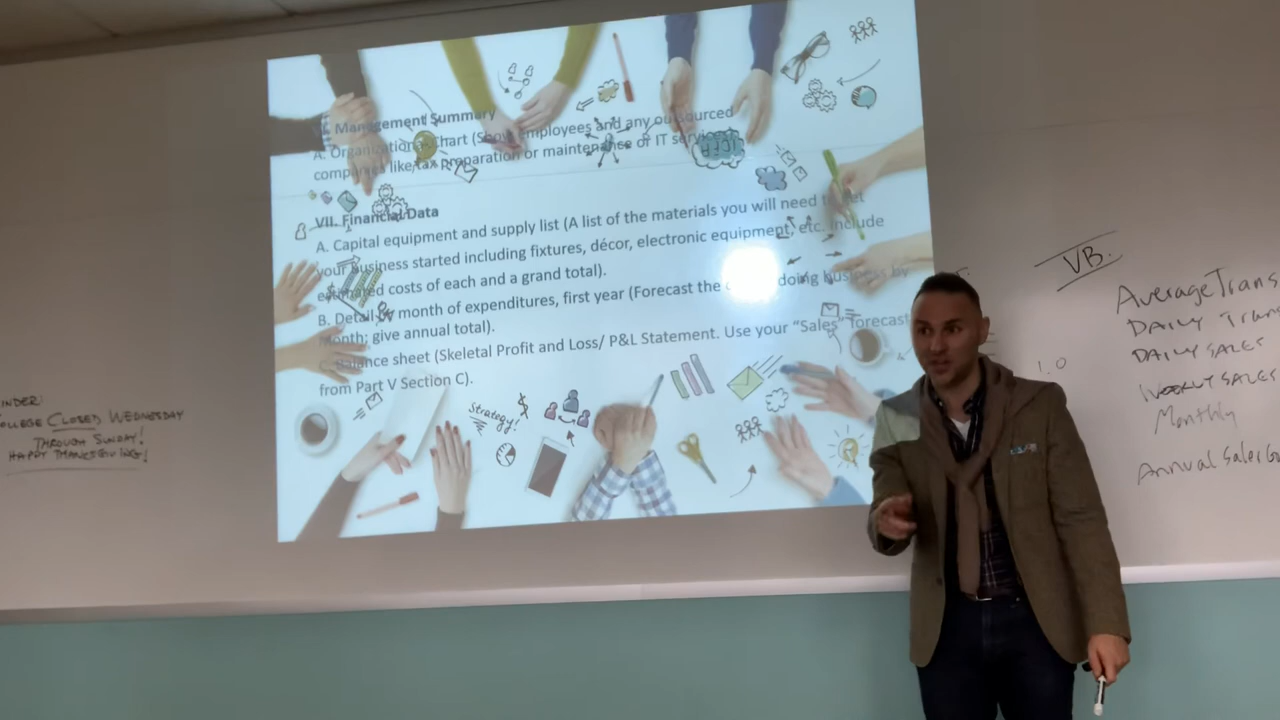 COLLEGE CLOSED WEDNESDAY
THROUGH SUNDAY!
HAPPY THANKSGIVING!
Management Summary
A. Organizational Chart (Show employees and any outsourced
companies like tax preparation or maintenance of IT services
VII. Financial Data
A. Capital equipment and supply list (A list of the materials you will need to get
your business started including fixtures, décor, electronic equipment, etc. Include
estimated costs of each and a grand total).
B. Detail by month of expenditures, first year (Forecast the doing business by
month; give annual total).
Balance sheet (Skeletal Profit and Loss/ P&L Statement. Use your “Sales” forecast
from Part V Section C).
Strategy!
VB.
1.0
Average Trans
DAILY Trans
DAILY SALES
WEEKLY SALES
Monthly
Annual Sales